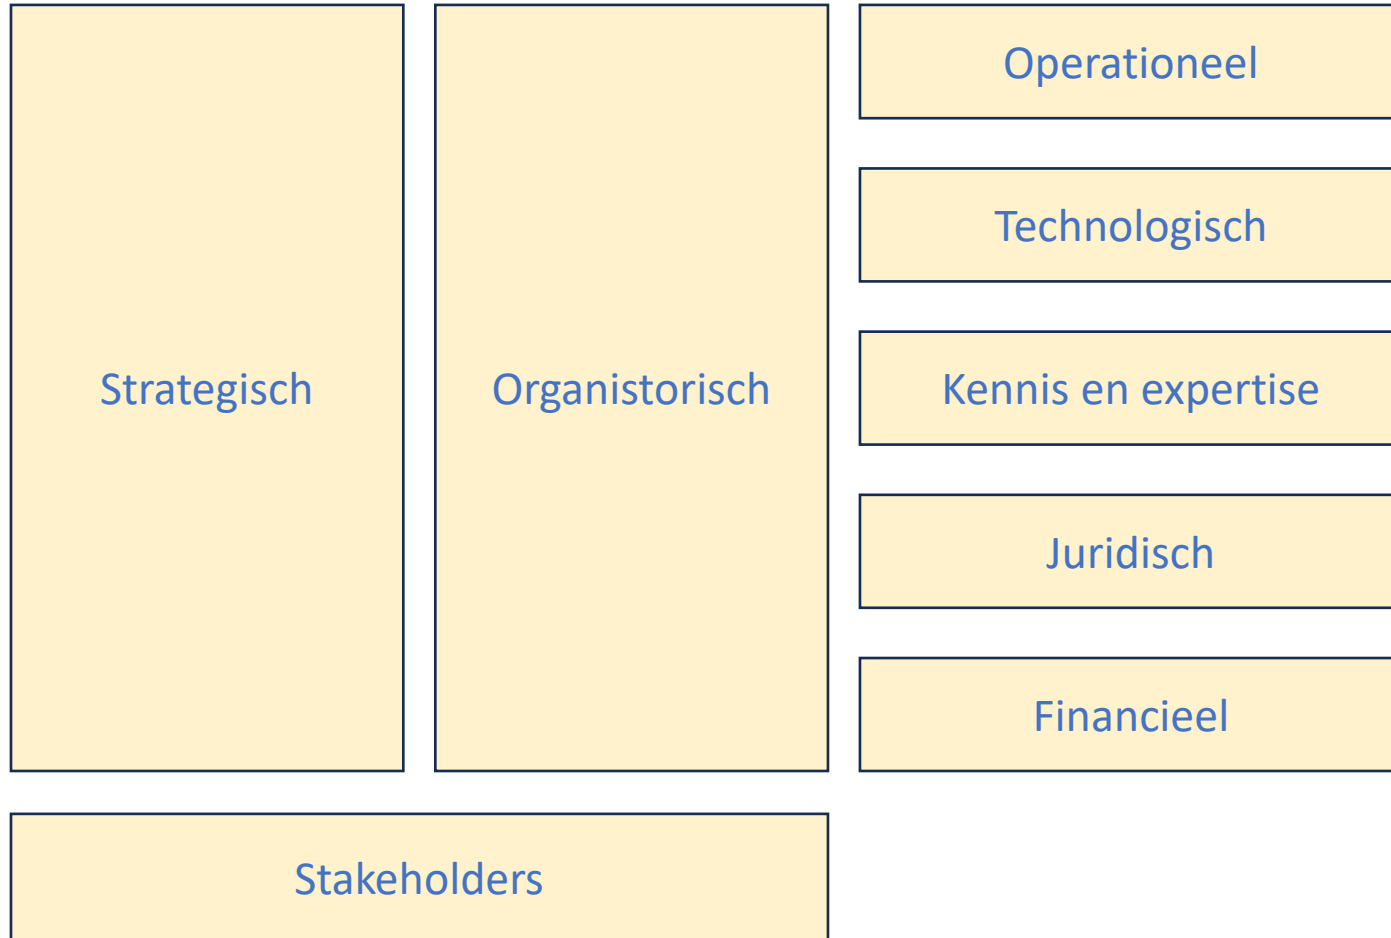 Strategisch
Organistorisch
Operationeel
Technologisch
Kennis en expertise
Juridisch
Financieel
Stakeholders